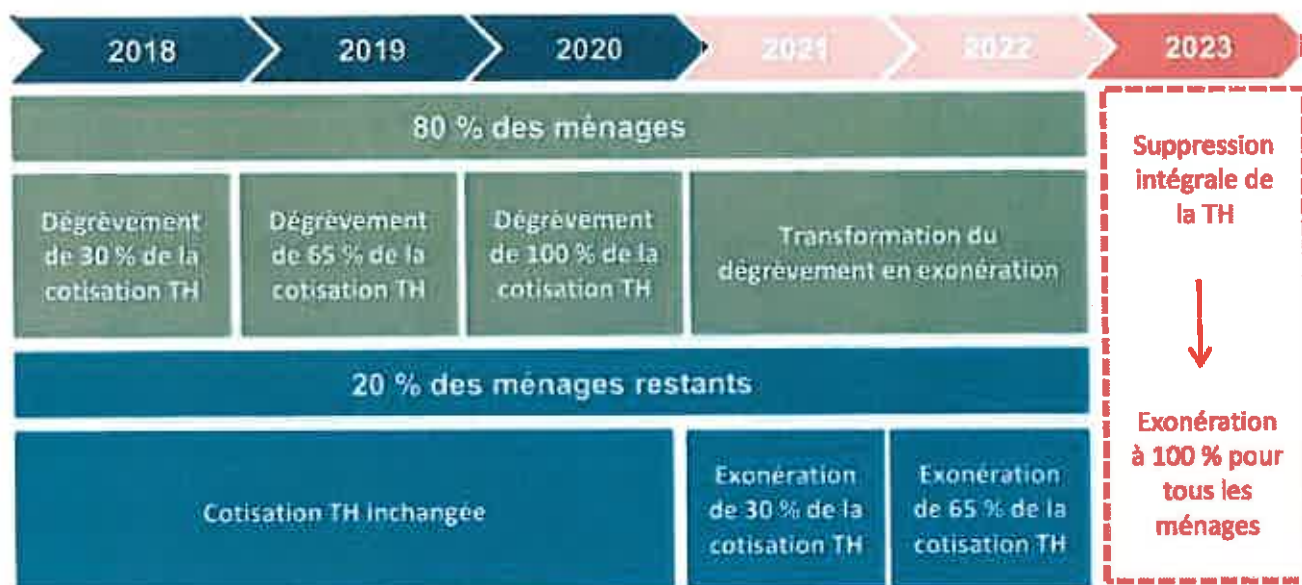 2018
2019
2020
2021
2022
2023
80 % des ménages
Dégrèvement
de 30 % de la
cotisation TH
Dégrèvement
de 65 % de la
cotisation TH
Dégrèvement
de 100 % de la
cotisation TH
Transformation du
dégrèvement en exonération
20 % des ménages restants
Cotisation TH inchangée
Exonération
de 30 % de la
cotisation TH
Exonération
de 65 % de la
cotisation TH
Suppression
intégrale de
la TH
Exonération
à 100 % pour
tous les
ménages